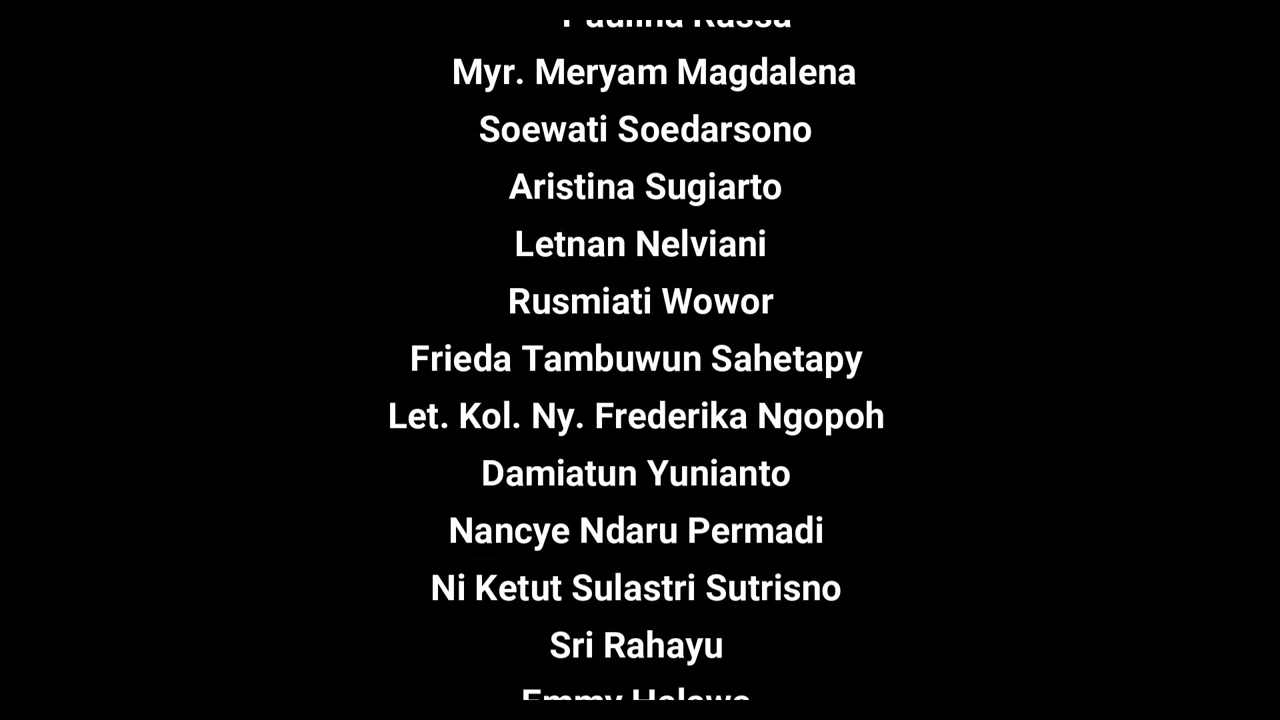 Myr. Meryam Magdalena
Soewati Soedarsono
Aristina Sugiarto
Letnan Nelviani
Rusmiati Wowor
Frieda Tambuwun Sahetapy
Let. Kol. Ny. Frederika Ngopoh
Damiatun Yunianto
Nancye Ndaru Permadi
Ni Ketut Sulastri Sutrisno
Sri Rahayu